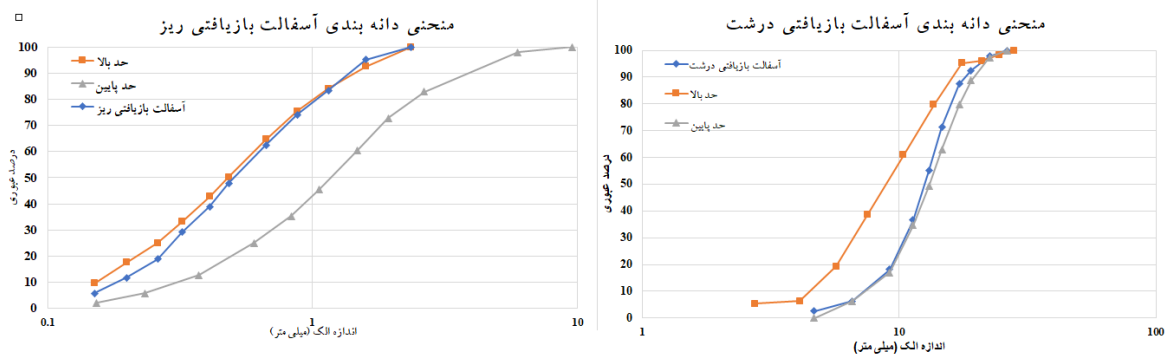 منحنی دانه بندی آسفالت بازیافتی ریز
100
90
80
70
60
50
40
30
20
10
0
درصد عبوری
حد بالا
حد پایین
آسفالت بازیافتی ریز
0.1
1
10
اندازه الک (میلی متر)
منحنی دانه بندی آسفالت بازیافتی درشت
100
90
80
70
60
50
40
30
20
10
0
درصد عبوری
آسفالت بازیافتی درشت
حد بالا
حد پایین
1
10
100
اندازه الک (میلی متر)